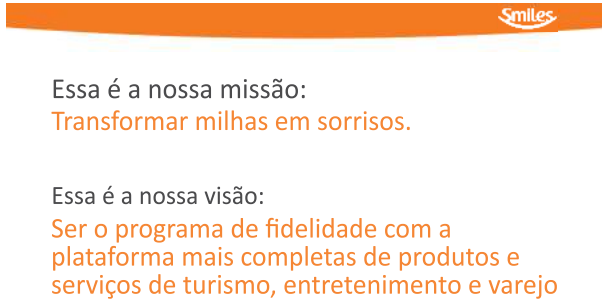 Smiles
Essa é a nossa missão:
Transformar milhas em sorrisos.
Essa é a nossa visão:
Ser o programa de fidelidade com a
plataforma mais completas de produtos e
serviços de turismo, entretenimento e varejo